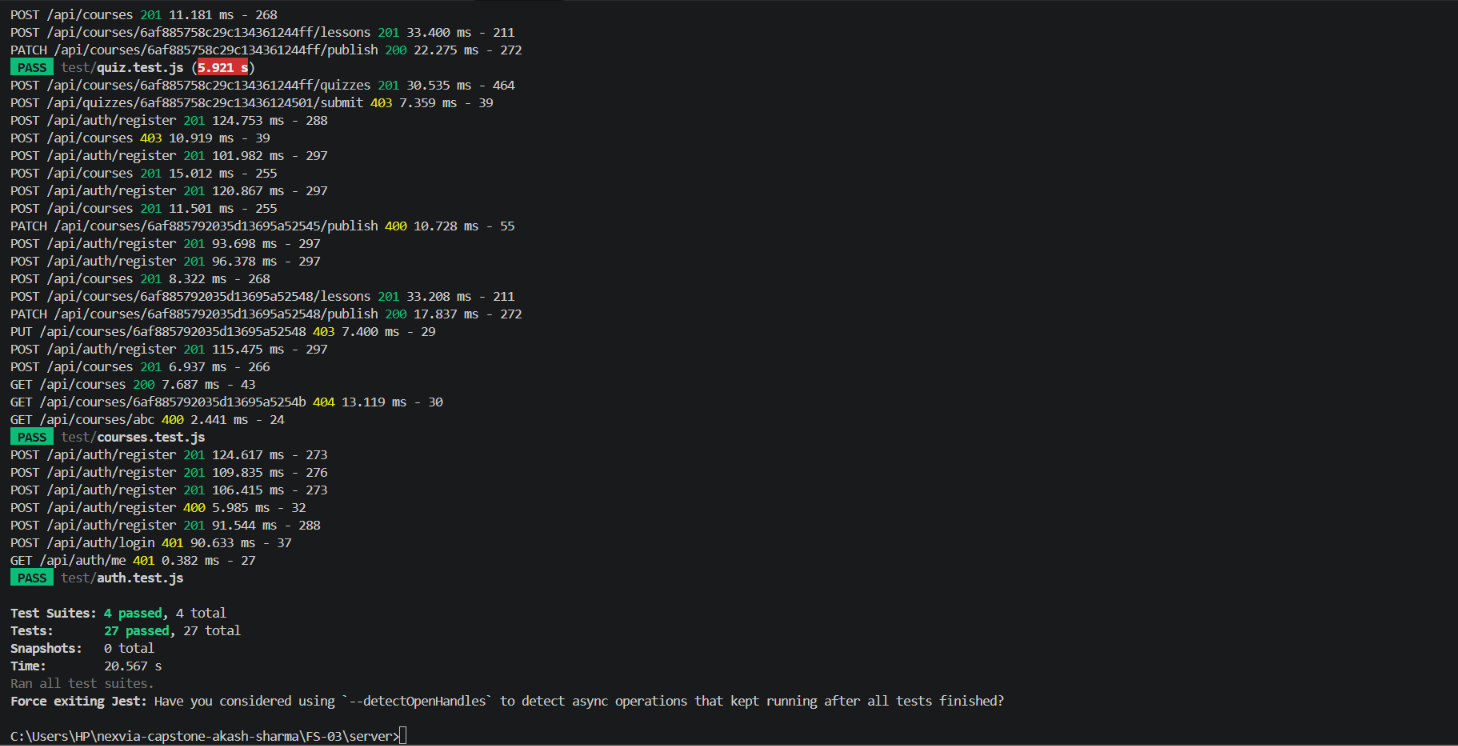 POST /api/courses 201 11.181 ms - 268
POST /api/courses/6af885758c29c134361244ff/lessons 201 33.400 ms - 211
PATCH /api/courses/6af885758c29c134361244ff/publish 200 22.275 ms - 272
PASS test/quiz.test.js (5.921 s)
POST /api/courses/6af885758c29c134361244ff/quizzes 201 30.535 ms - 464
POST /api/quizzes/6af885758c29c13436124501/submit 403 7.359 ms - 39
POST /api/auth/register 201 124.753 ms - 288
POST /api/courses 403 10.919 ms - 39
POST /api/auth/register 201 101.982 ms - 297
POST /api/courses 201 15.012 ms - 255
POST /api/auth/register 201 120.867 ms - 297
POST /api/courses 201 11.501 ms - 255
PATCH /api/courses/6af885792035d13695a52545/publish 400 10.728 ms - 55
POST /api/auth/register 201 93.698 ms - 297
POST /api/auth/register 201 96.378 ms - 297
POST /api/courses 201 8.322 ms - 268
POST /api/courses/6af885792035d13695a52548/lessons 201 33.208 ms - 211
PATCH /api/courses/6af885792035d13695a52548/publish 200 17.837 ms - 272
PUT /api/courses/6af885792035d13695a52548 403 7.400 ms - 29
POST /api/auth/register 201 115.475 ms - 297
POST /api/courses 201 6.937 ms - 266
GET /api/courses 200 7.687 ms - 43
GET /api/courses/6af885792035d13695a5254b 404 13.119 ms - 30
GET /api/courses/abc 400 2.441 ms - 24
PASS test/courses.test.js
POST /api/auth/register 201 124.617 ms - 273
POST /api/auth/register 201 109.835 ms - 276
POST /api/auth/register 201 106.415 ms - 273
POST /api/auth/register 400 5.985 ms - 32
POST /api/auth/register 201 91.544 ms - 288
POST /api/auth/login 401 90.633 ms - 37
GET /api/auth/me 401 0.382 ms - 27
PASS test/auth.test.js
Test Suites: 4 passed, 4 total
Tests: 27 passed, 27 total
Snapshots: 0 total
Time: 20.567 s
Ran all test suites.
Force exiting Jest: Have you considered using `--detectOpenHandles` to detect async operations that kept running after all tests finished?
C:\Users\HP\nexvia-capstone-akash-sharma\FS-03\server>